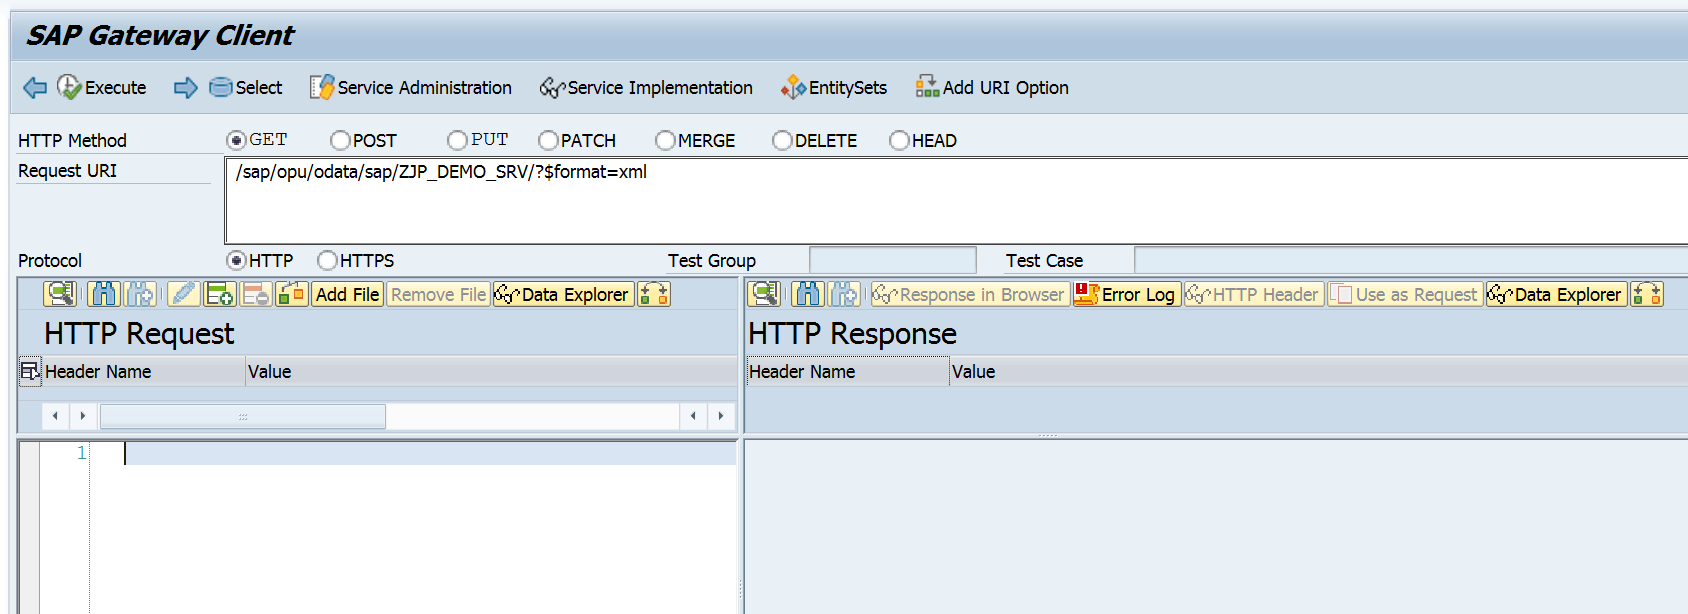 SAP Gateway Client
Execute Select Service Administration Service Implementation EntitySets Add URI Option
HTTP Method GET POST PUT PATCH MERGE DELETE HEAD
Request URI /sap/opu/odata/sap/ZJP_DEMO_SRV/?$format=xml
Protocol HTTP HTTPS Test Group Test Case
Add File Remove File Data Explorer Response in Browser Error Log HTTP Header Use as Request Data Explorer
HTTP Request HTTP Response
Header Name Value Header Name Value
1